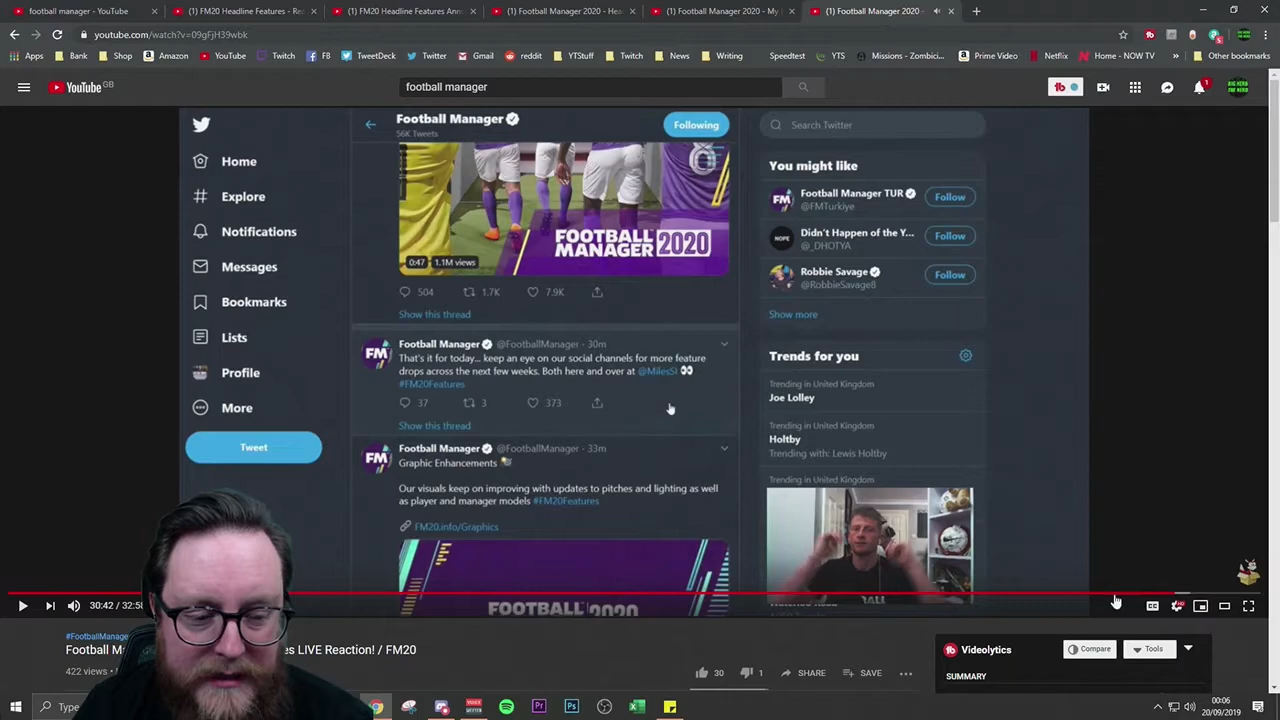 football manager - YouTube
(1) FM20 Headline Features - Re
(1) FM20 Headline Features Ann
(1) Football Manager 2020 - Hea
(1) Football Manager 2020 - My
(1) Football Manager 2020 -
youtube.com/watch?v=09gFjH39wbk
Apps Bank Shop Amazon YouTube Twitch FB TweetDeck Twitter Gmail reddit YTStuff Twitch News Writing Speedtest YTS Missions - Zombici... Prime Video Netflix Home - NOW TV Other bookmarks
YouTube GB
football manager
1
Football Manager
56K Tweets
Following
Search Twitter
Home
Explore
Notifications
Messages
Bookmarks
Lists
Profile
More
Tweet
FOOTBALL
MANAGER 2020
0:47 1.1M views
504 1.7K 7.9K
Show this thread
FM
Football Manager @FootballManager · 30m
That's it for today... keep an eye on our social channels for more feature
drops across the next few weeks. Both here and over at @MilesSI
#FM20Features
37 3 373
Show this thread
FM
Football Manager @FootballManager · 33m
Graphic Enhancements
Our visuals keep on improving with updates to pitches and lighting as well
as player and manager models #FM20Features
FM20.info/Graphics
FOOTBALL 2020
You might like
FM
Football Manager TUR
@FMTurkiye
Follow
NOPE
Didn't Happen of the Y...
@_DHOTYA
Follow
Robbie Savage
@RobbieSavage8
Follow
Show more
Trends for you
Trending in United Kingdom
Joe Lolley
Trending in United Kingdom
Holtby
Trending with: Lewis Holtby
Trending in United Kingdom
30:42 / 32:5
#Football
Footbal
es LIVE Reaction! / FM20
422 views
30 1 SHARE SAVE
Videolytics
Compare
Tools
SUMMARY
Type
00:06
20/09/2019